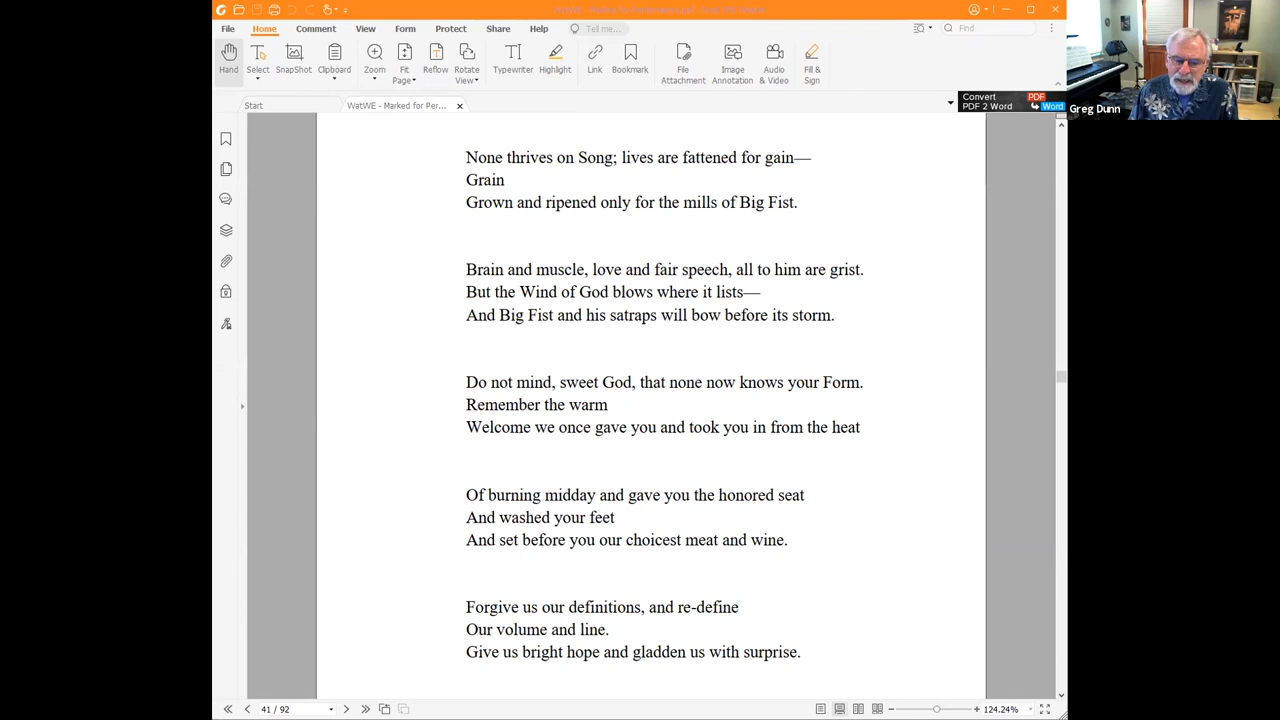 File Home Comment View Form Protect Share Help Tell me... Find
Hand Select SnapShot Clipboard Zoom Fit Page Reflow Rotate View Typewriter Highlight Link Bookmark File Attachment Image Annotation Audio & Video Fill & Sign
Start WatWE - Marked for Per... Convert PDF 2 Word PDF Word
Greg Dunn
None thrives on Song; lives are fattened for gain—
Grain
Grown and ripened only for the mills of Big Fist.
Brain and muscle, love and fair speech, all to him are grist.
But the Wind of God blows where it lists—
And Big Fist and his satraps will bow before its storm.
Do not mind, sweet God, that none now knows your Form.
Remember the warm
Welcome we once gave you and took you in from the heat
Of burning midday and gave you the honored seat
And washed your feet
And set before you our choicest meat and wine.
Forgive us our definitions, and re-define
Our volume and line.
Give us bright hope and gladden us with surprise.
41 / 92 124.24%